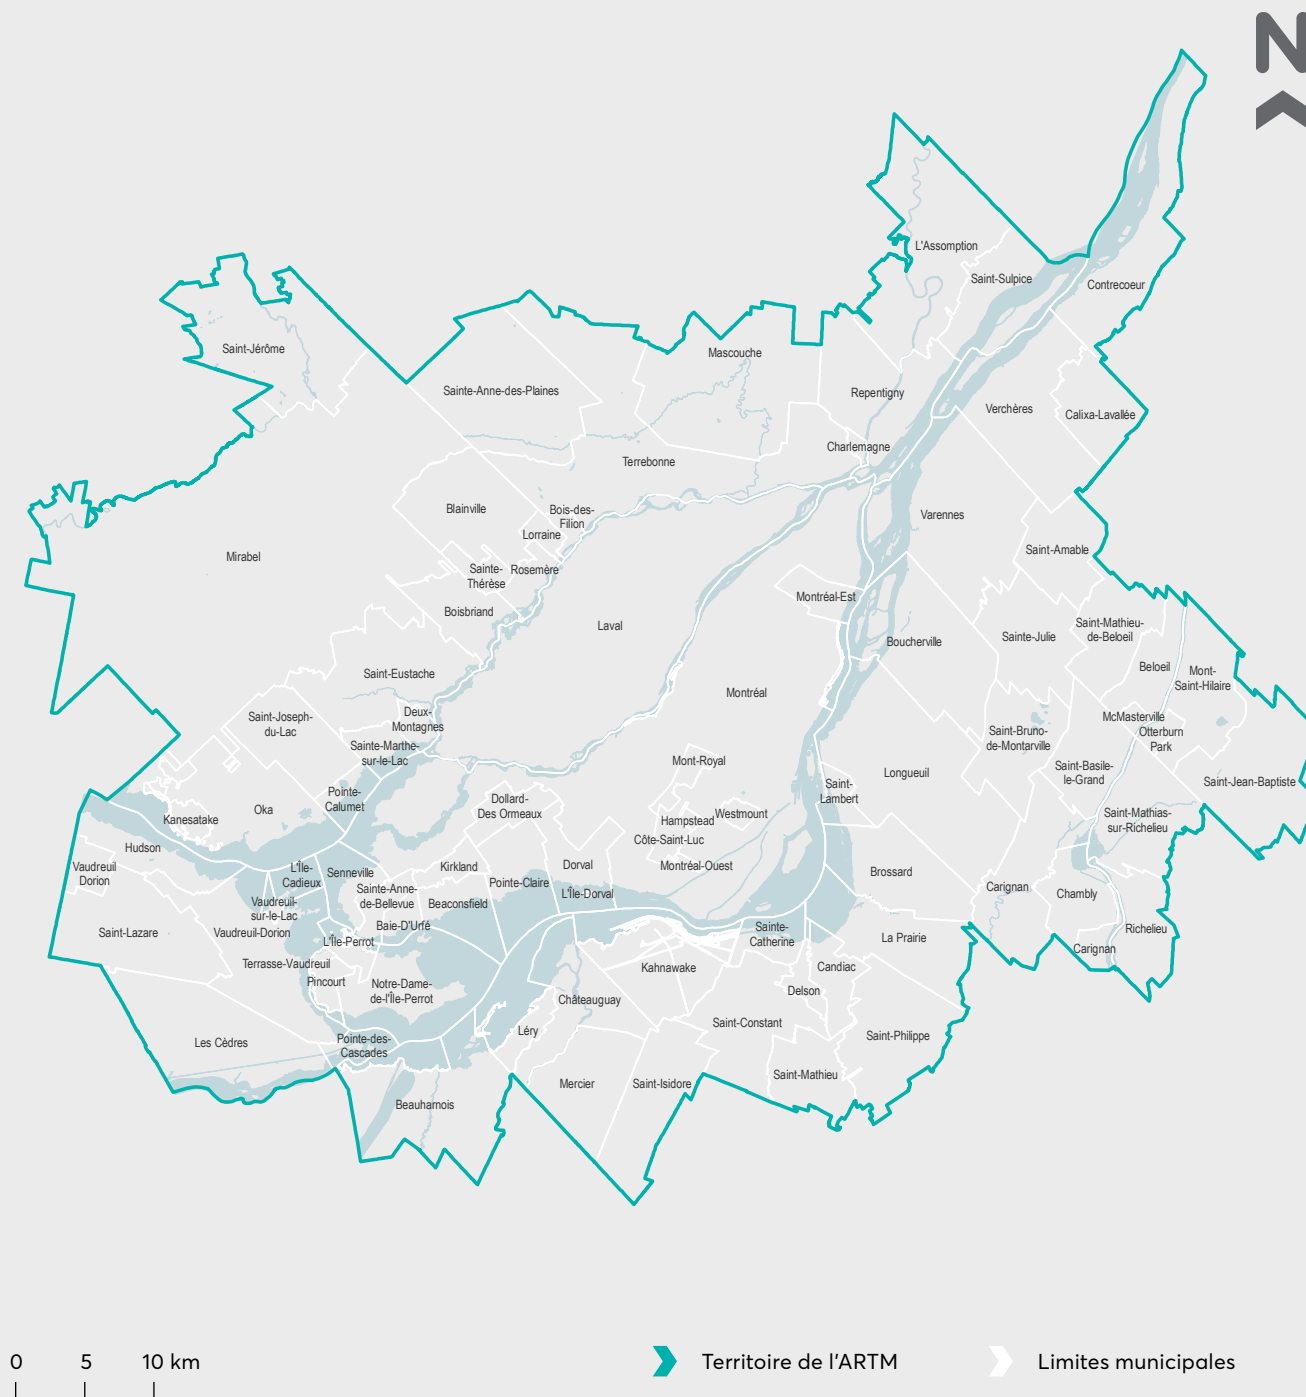 N
L'Assomption
Saint-Sulpice
Contrecoeur
Saint-Jérôme
Mascouche
Sainte-Anne-des-Plaines
Repentigny
Verchères
Calixa-Lavallée
Charlemagne
Terrebonne
Blainville
Bois-des-
Filion
Lorraine
Varennes
Saint-Amable
Mirabel
Sainte-
Thérèse
Rosemère
Boisbriand
Montréal-Est
Laval
Boucherville
Sainte-Julie
Saint-Mathieu-
de-Beloeil
Beloeil
Mont-
Saint-Hilaire
Saint-Eustache
Montréal
Deux-
Montagnes
Saint-Joseph-
du-Lac
Sainte-Marthe-
sur-le-Lac
McMasterville
Otterburn
Park
Saint-Bruno-
de-Montarville
Mont-Royal
Longueuil
Saint-Basile-
le-Grand
Saint-Jean-Baptiste
Pointe-
Calumet
Dollard-
Des Ormeaux
Saint-
Lambert
Oka
Kanesatake
Hampstead
Westmount
Saint-Mathias-
sur-Richelieu
Côte-Saint-Luc
Hudson
Vaudreuil
Dorion
L'Île-
Cadieux
Senneville
Kirkland
Dorval
Montréal-Ouest
Brossard
Pointe-Claire
L'Île-Dorval
Sainte-Anne-
de-Bellevue
Beaconsfield
Carignan
Chambly
Vaudreuil-
sur-le-Lac
Baie-D'Urfé
Saint-Lazare
Vaudreuil-Dorion
L'Île-Perrot
Sainte-
Catherine
La Prairie
Richelieu
Carignan
Terrasse-Vaudreuil
Pincourt
Notre-Dame-
de-l'Île-Perrot
Kahnawake
Candiac
Châteauguay
Delson
Léry
Saint-Constant
Saint-Philippe
Les Cèdres
Pointe-des-
Cascades
Mercier
Saint-Isidore
Saint-Mathieu
Beauharnois
0 5 10 km
Territoire de l'ARTM
Limites municipales